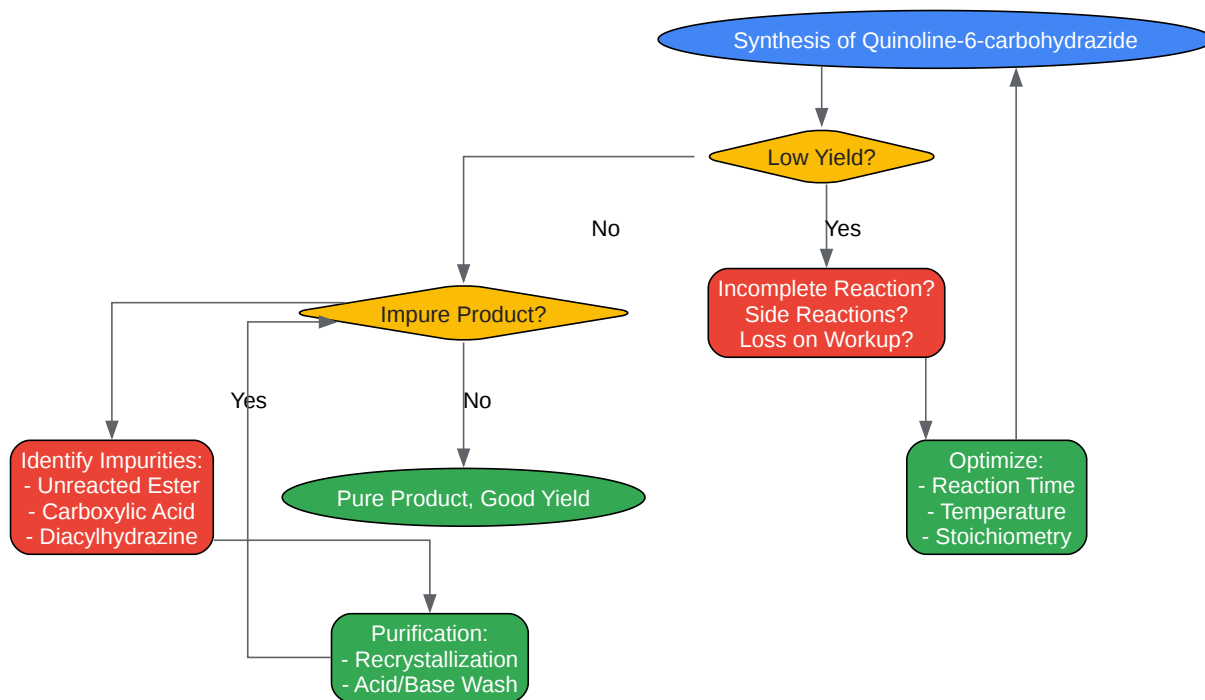 Synthesis of Quinoline-6-carbohydrazide
Low Yield?
No
Yes
Incomplete Reaction?
Side Reactions?
Loss on Workup?
Impure Product?
Yes
No
Identify Impurities:
- Unreacted Ester
- Carboxylic Acid
- Diacylhydrazine
Pure Product, Good Yield
Optimize:
- Reaction Time
- Temperature
- Stoichiometry
Purification:
- Recrystallization
- Acid/Base Wash